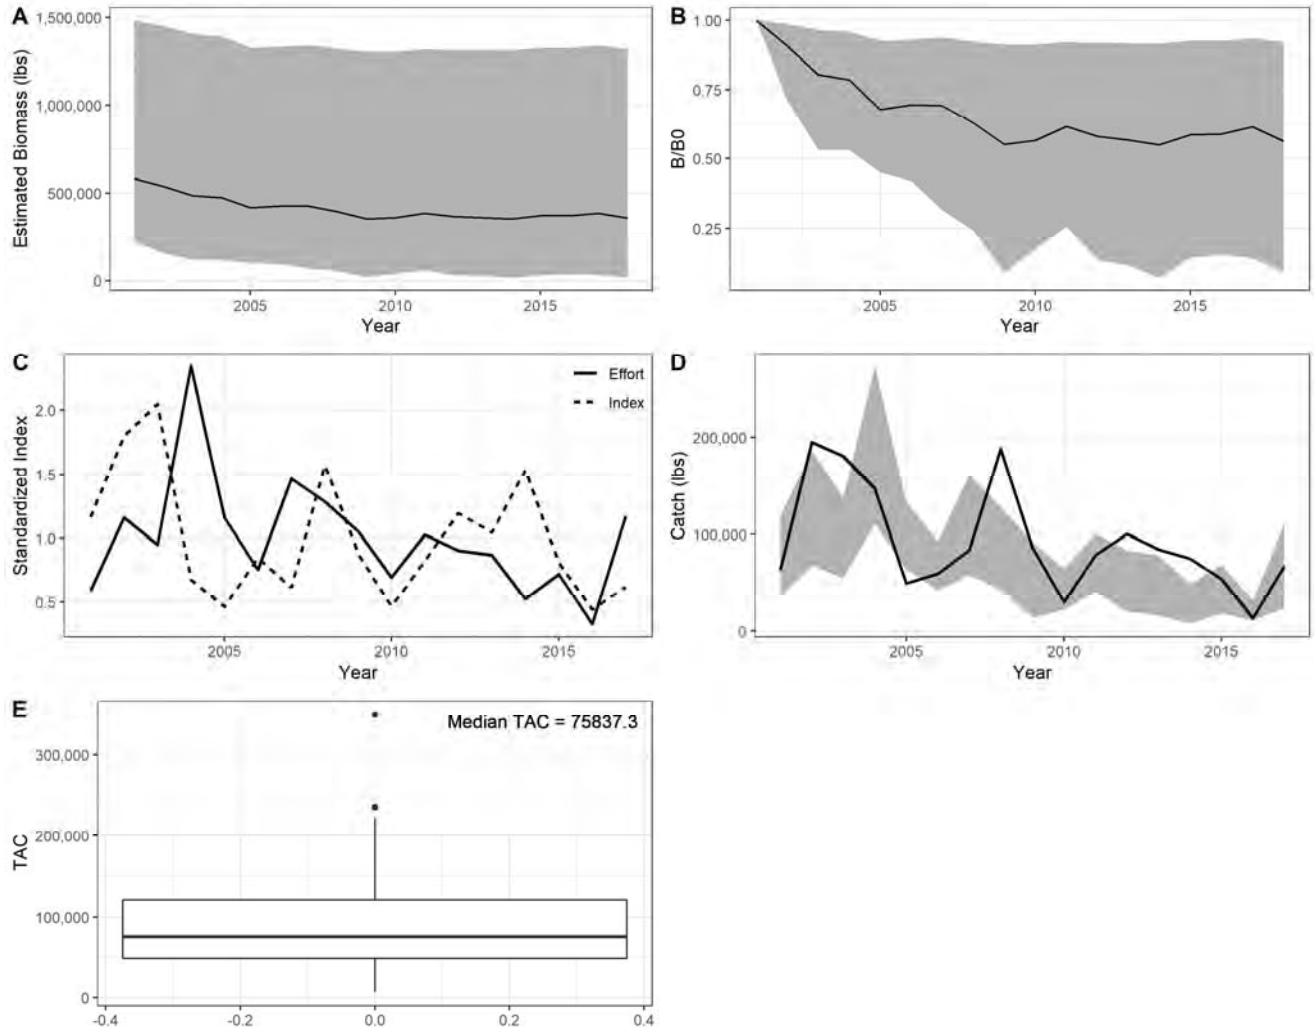 A
1,500,000
1,000,000
500,000
0
Estimated Biomass (lbs)
2005
2010
2015
Year
B
1.00
0.75
0.50
0.25
B/B0
2005
2010
2015
Year
C
2.0
1.5
1.0
0.5
Standardized Index
Effort
Index
2005
2010
2015
Year
D
200,000
100,000
0
Catch (lbs)
2005
2010
2015
Year
E
Median TAC = 75837.3
300,000
200,000
100,000
0
TAC
-0.4
-0.2
0.0
0.2
0.4